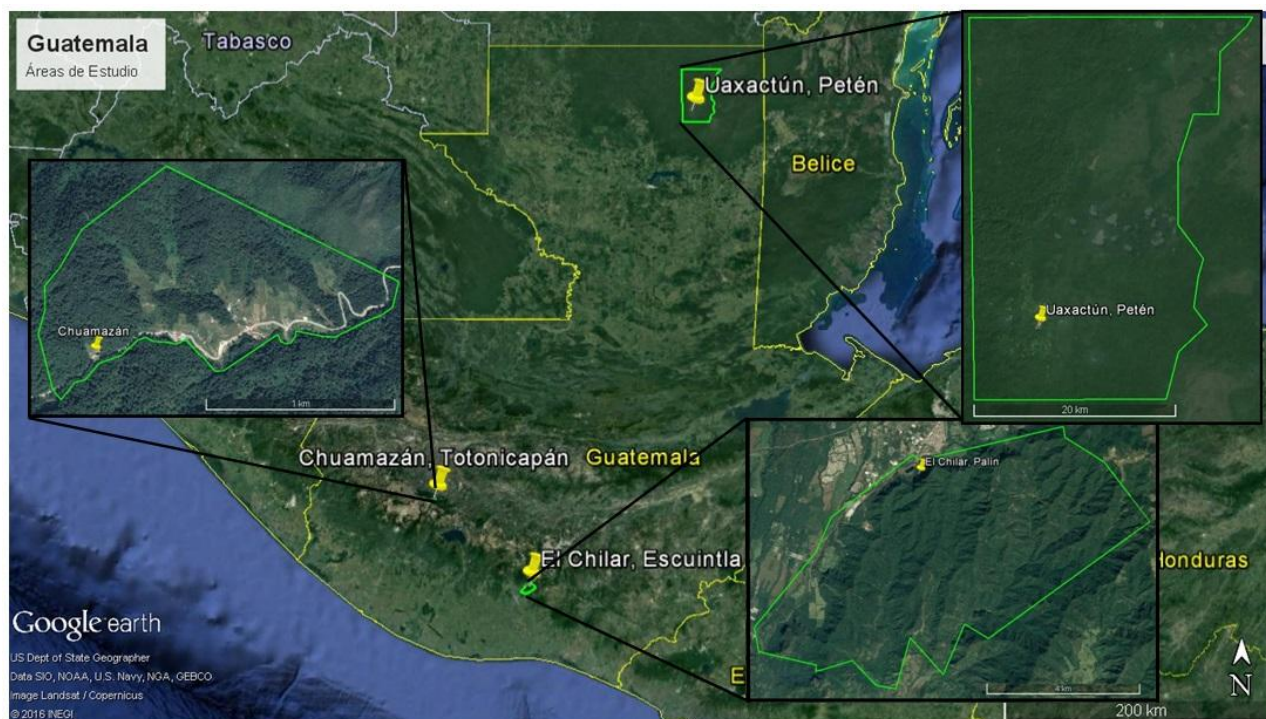 Guatemala
Áreas de Estudio
Tabasco
Uaxactún, Petén
Belice
Uaxactún, Petén
20 km
Chuamazán
1 km
Chuamazán, Totonicapán
Guatemala
El Chilar, Palín
El Chilar, Escuintla
Honduras
4 km
E
200 km
N
Google earth
US Dept of State Geographer
Data SIO, NOAA, U.S. Navy, NGA, GEBCO
Image Landsat / Copernicus
© 2016 INEGI